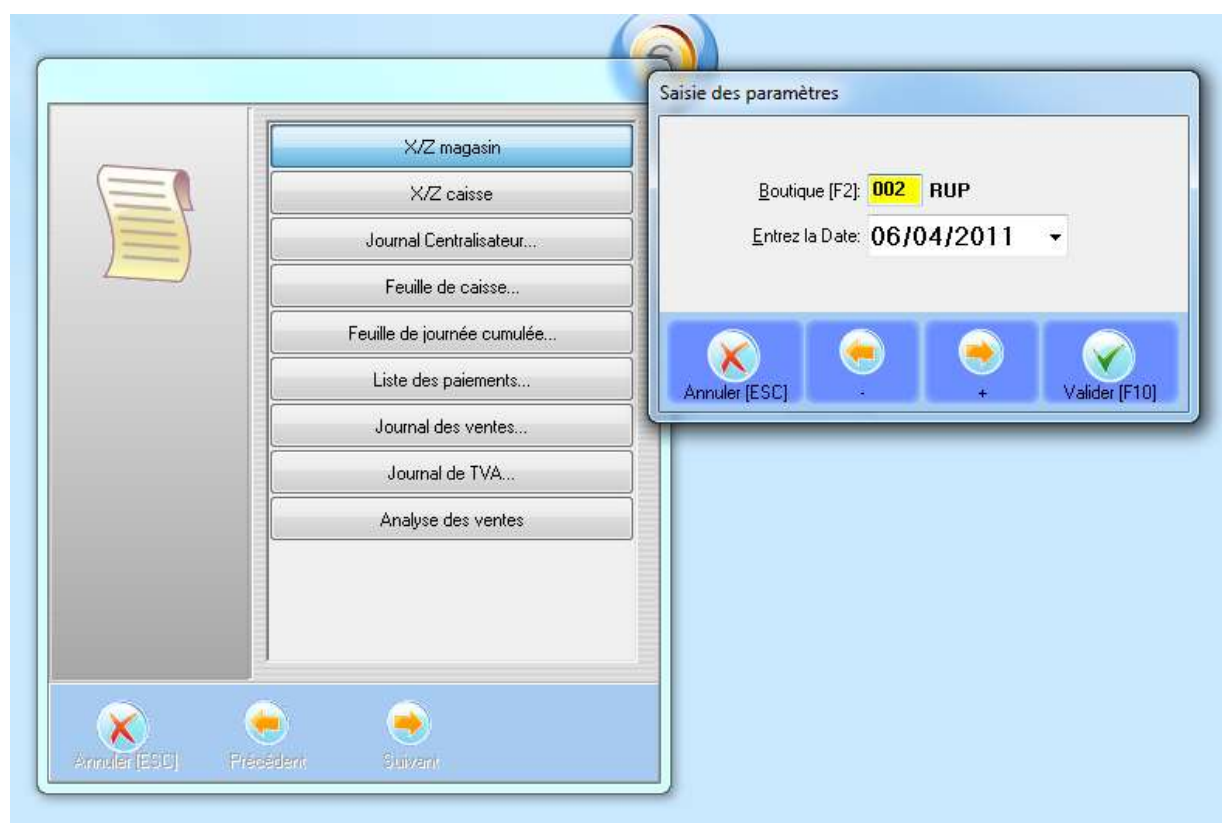 X/Z magasin
X/Z caisse
Journal Centralisateur...
Feuille de caisse...
Feuille de journée cumulée...
Liste des paiements...
Journal des ventes...
Journal de TVA...
Analyse des ventes
Annuler [ESC] Précédent Suivant
Saisie des paramètres
Boutique [F2]: 002 RUP
Entrez la Date: 06/04/2011
Annuler [ESC] - + Valider [F10]